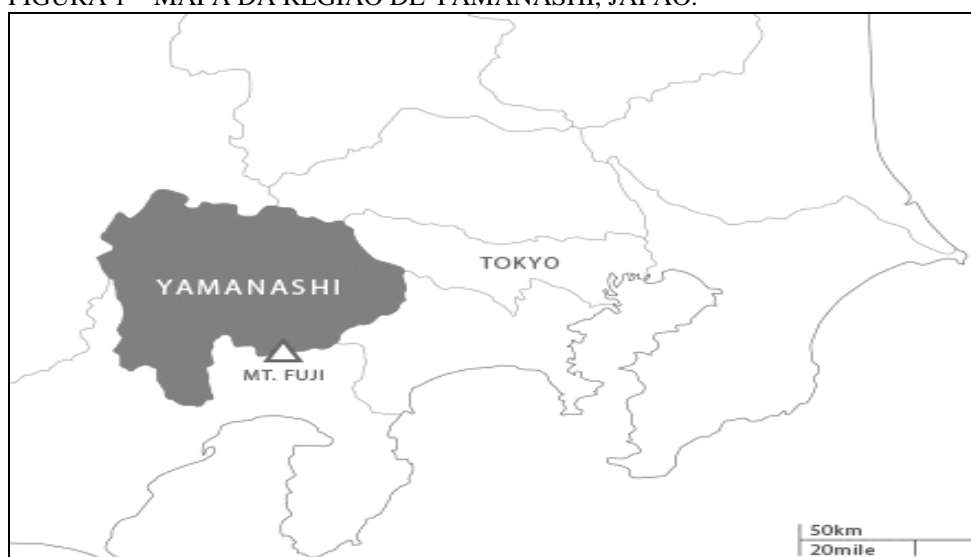 FIGURA 1 – MAPA DA REGIÃO DE YAMANASHI, JAPÃO.
TOKYO
YAMANASHI
MT. FUJI
50km
20mile